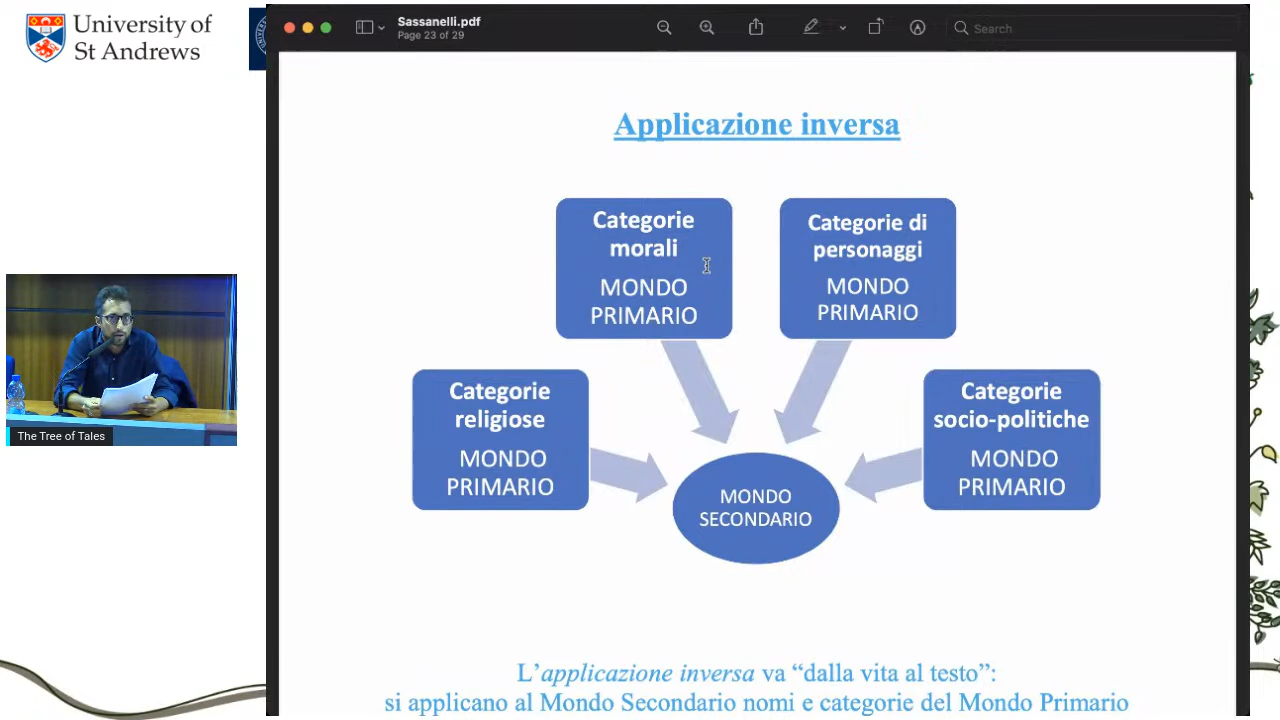 University of
St Andrews
Sassanelli.pdf
Page 23 of 29
Search
Applicazione inversa
Categorie
morali
MONDO
PRIMARIO
Categorie di
personaggi
MONDO
PRIMARIO
Categorie
religiose
MONDO
PRIMARIO
Categorie
socio-politiche
MONDO
PRIMARIO
MONDO
SECONDARIO
The Tree of Tales
L’applicazione inversa va “dalla vita al testo”:
si applicano al Mondo Secondario nomi e categorie del Mondo Primario